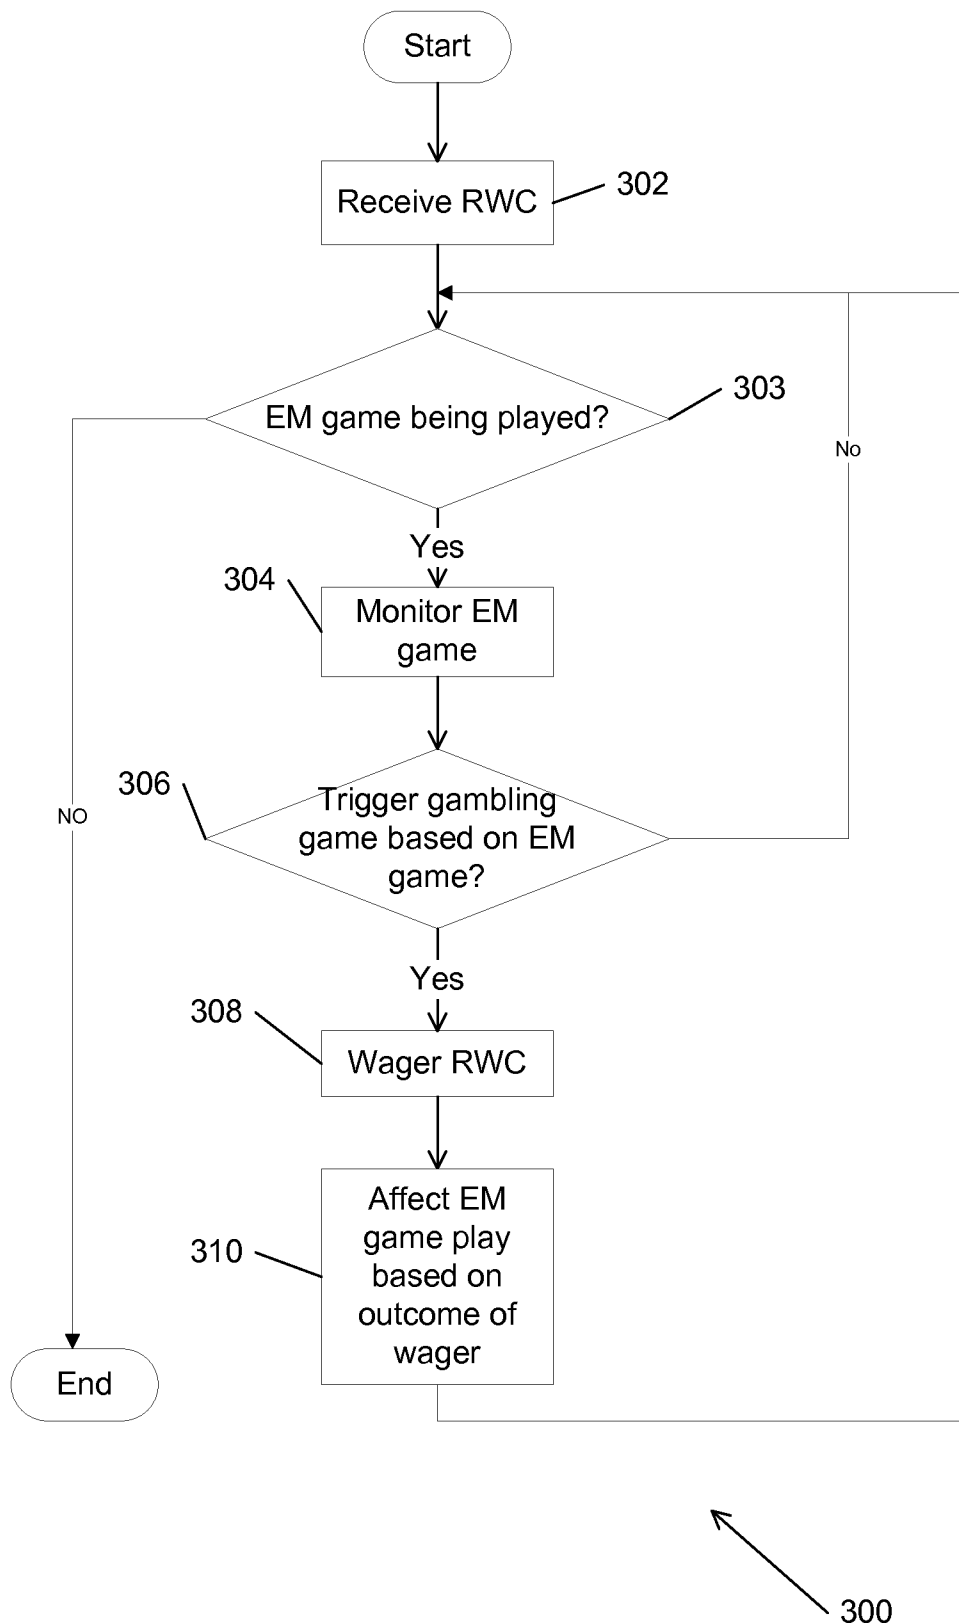 Start
Receive RWC
302
EM game being played?
303
No
Yes
304
Monitor EM
game
306
Trigger gambling
game based on EM
game?
NO
Yes
308
Wager RWC
310
Affect EM
game play
based on
outcome of
wager
End
300